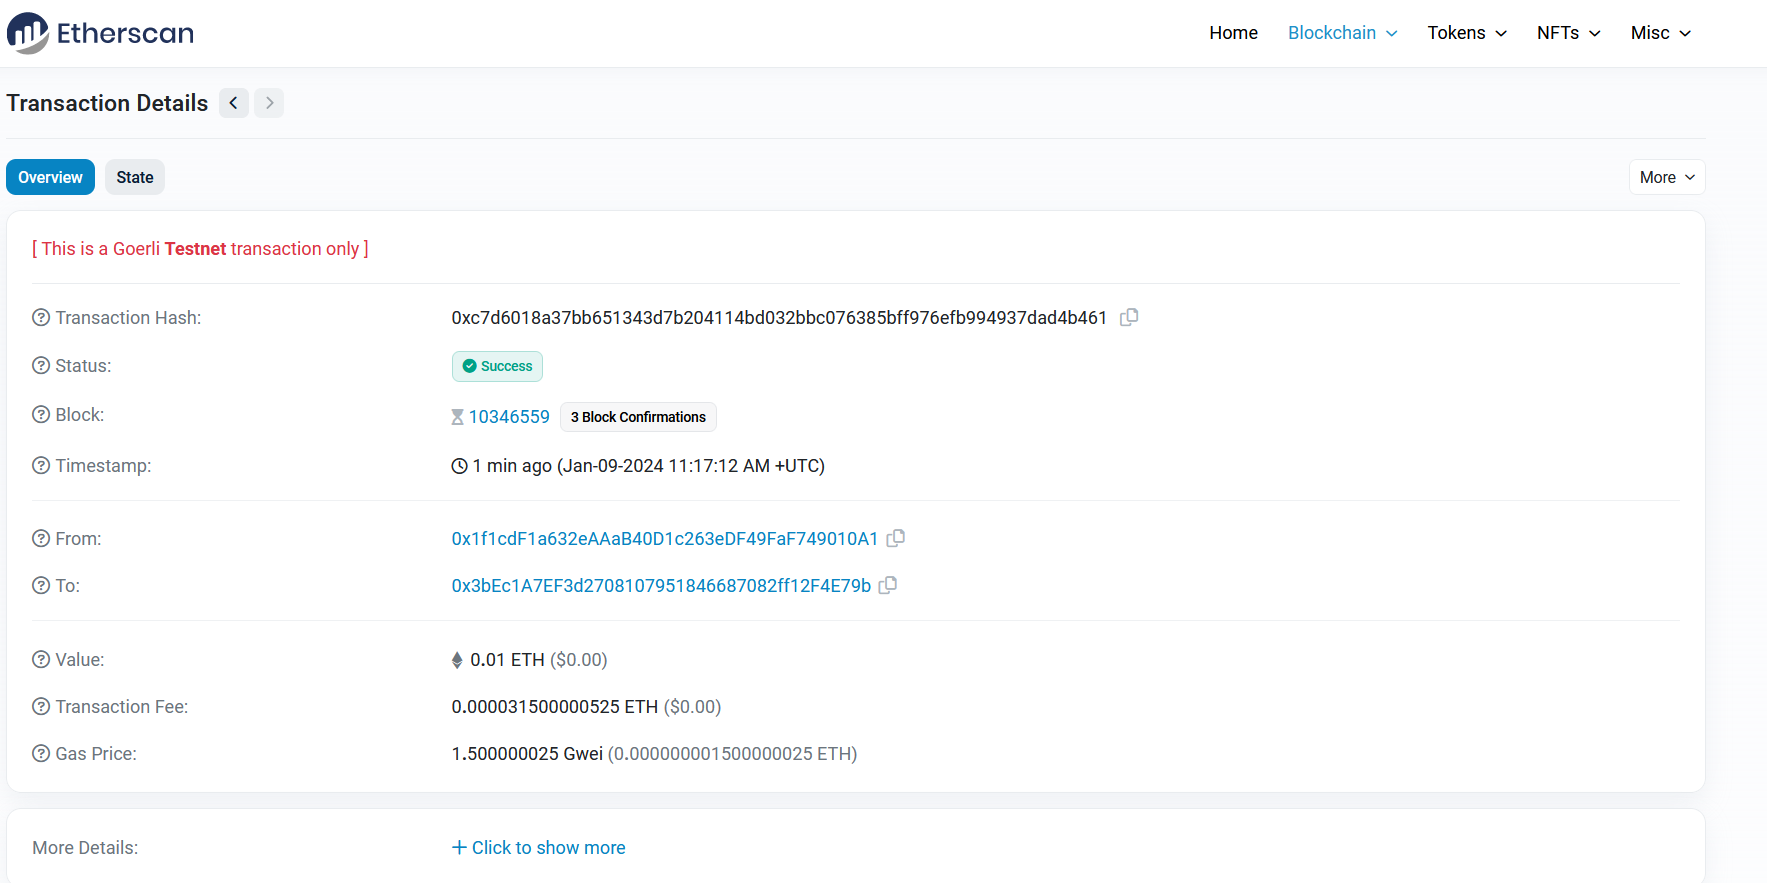 Etherscan
Home Blockchain Tokens NFTs Misc
Transaction Details
Overview State More
[ This is a Goerli Testnet transaction only ]
Transaction Hash: 0xc7d6018a37bb651343d7b204114bd032bbc076385bff976efb994937dad4b461
Status: Success
Block: 10346559 3 Block Confirmations
Timestamp: 1 min ago (Jan-09-2024 11:17:12 AM +UTC)
From: 0x1f1cdF1a632eAAaB40D1c263eDF49FaF749010A1
To: 0x3bEc1A7EF3d2708107951846687082ff12F4E79b
Value: 0.01 ETH ($0.00)
Transaction Fee: 0.000031500000525 ETH ($0.00)
Gas Price: 1.500000025 Gwei (0.000000001500000025 ETH)
More Details: + Click to show more